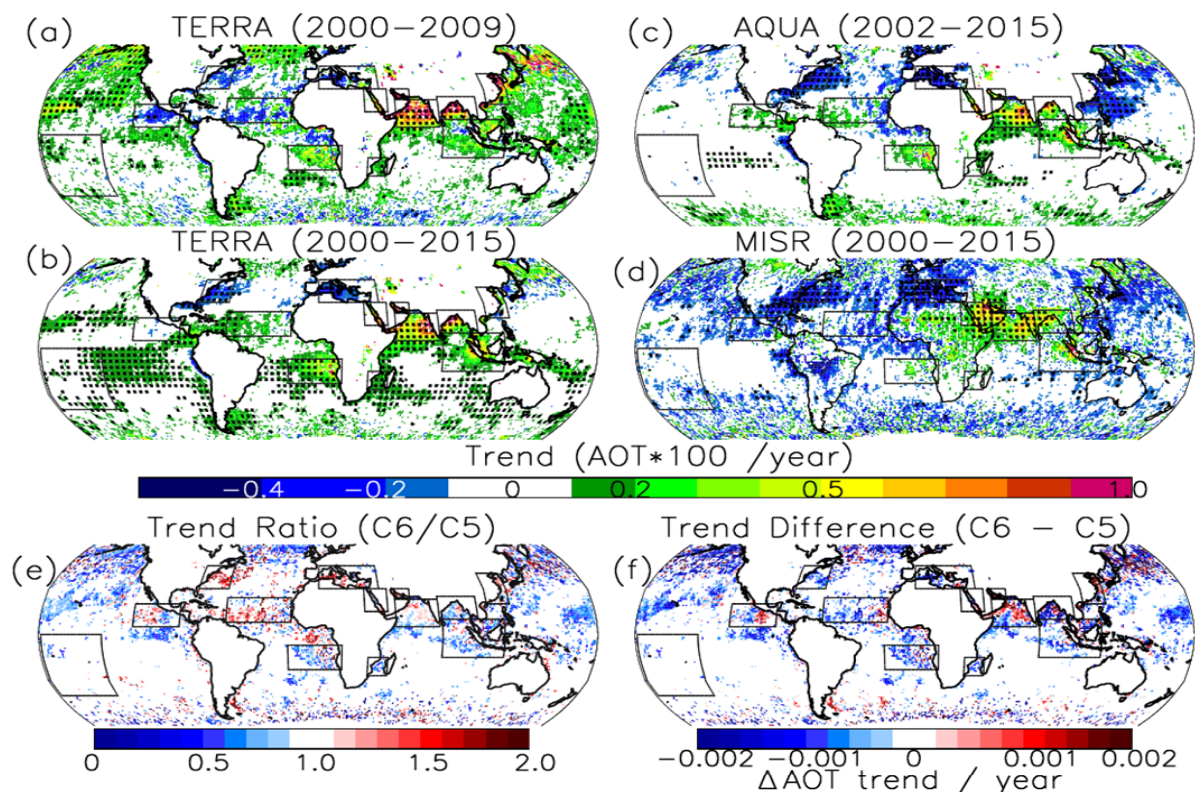 (a) TERRA (2000-2009)
(c) AQUA (2002-2015)
(b) TERRA (2000-2015)
(d) MISR (2000-2015)
Trend (AOT*100 /year)
-0.4 -0.2 0 0.2 0.5 1.0
(e) Trend Ratio (C6/C5)
(f) Trend Difference (C6 - C5)
0 0.5 1.0 1.5 2.0
-0.002 -0.001 0 0.001 0.002
ΔAOT trend / year